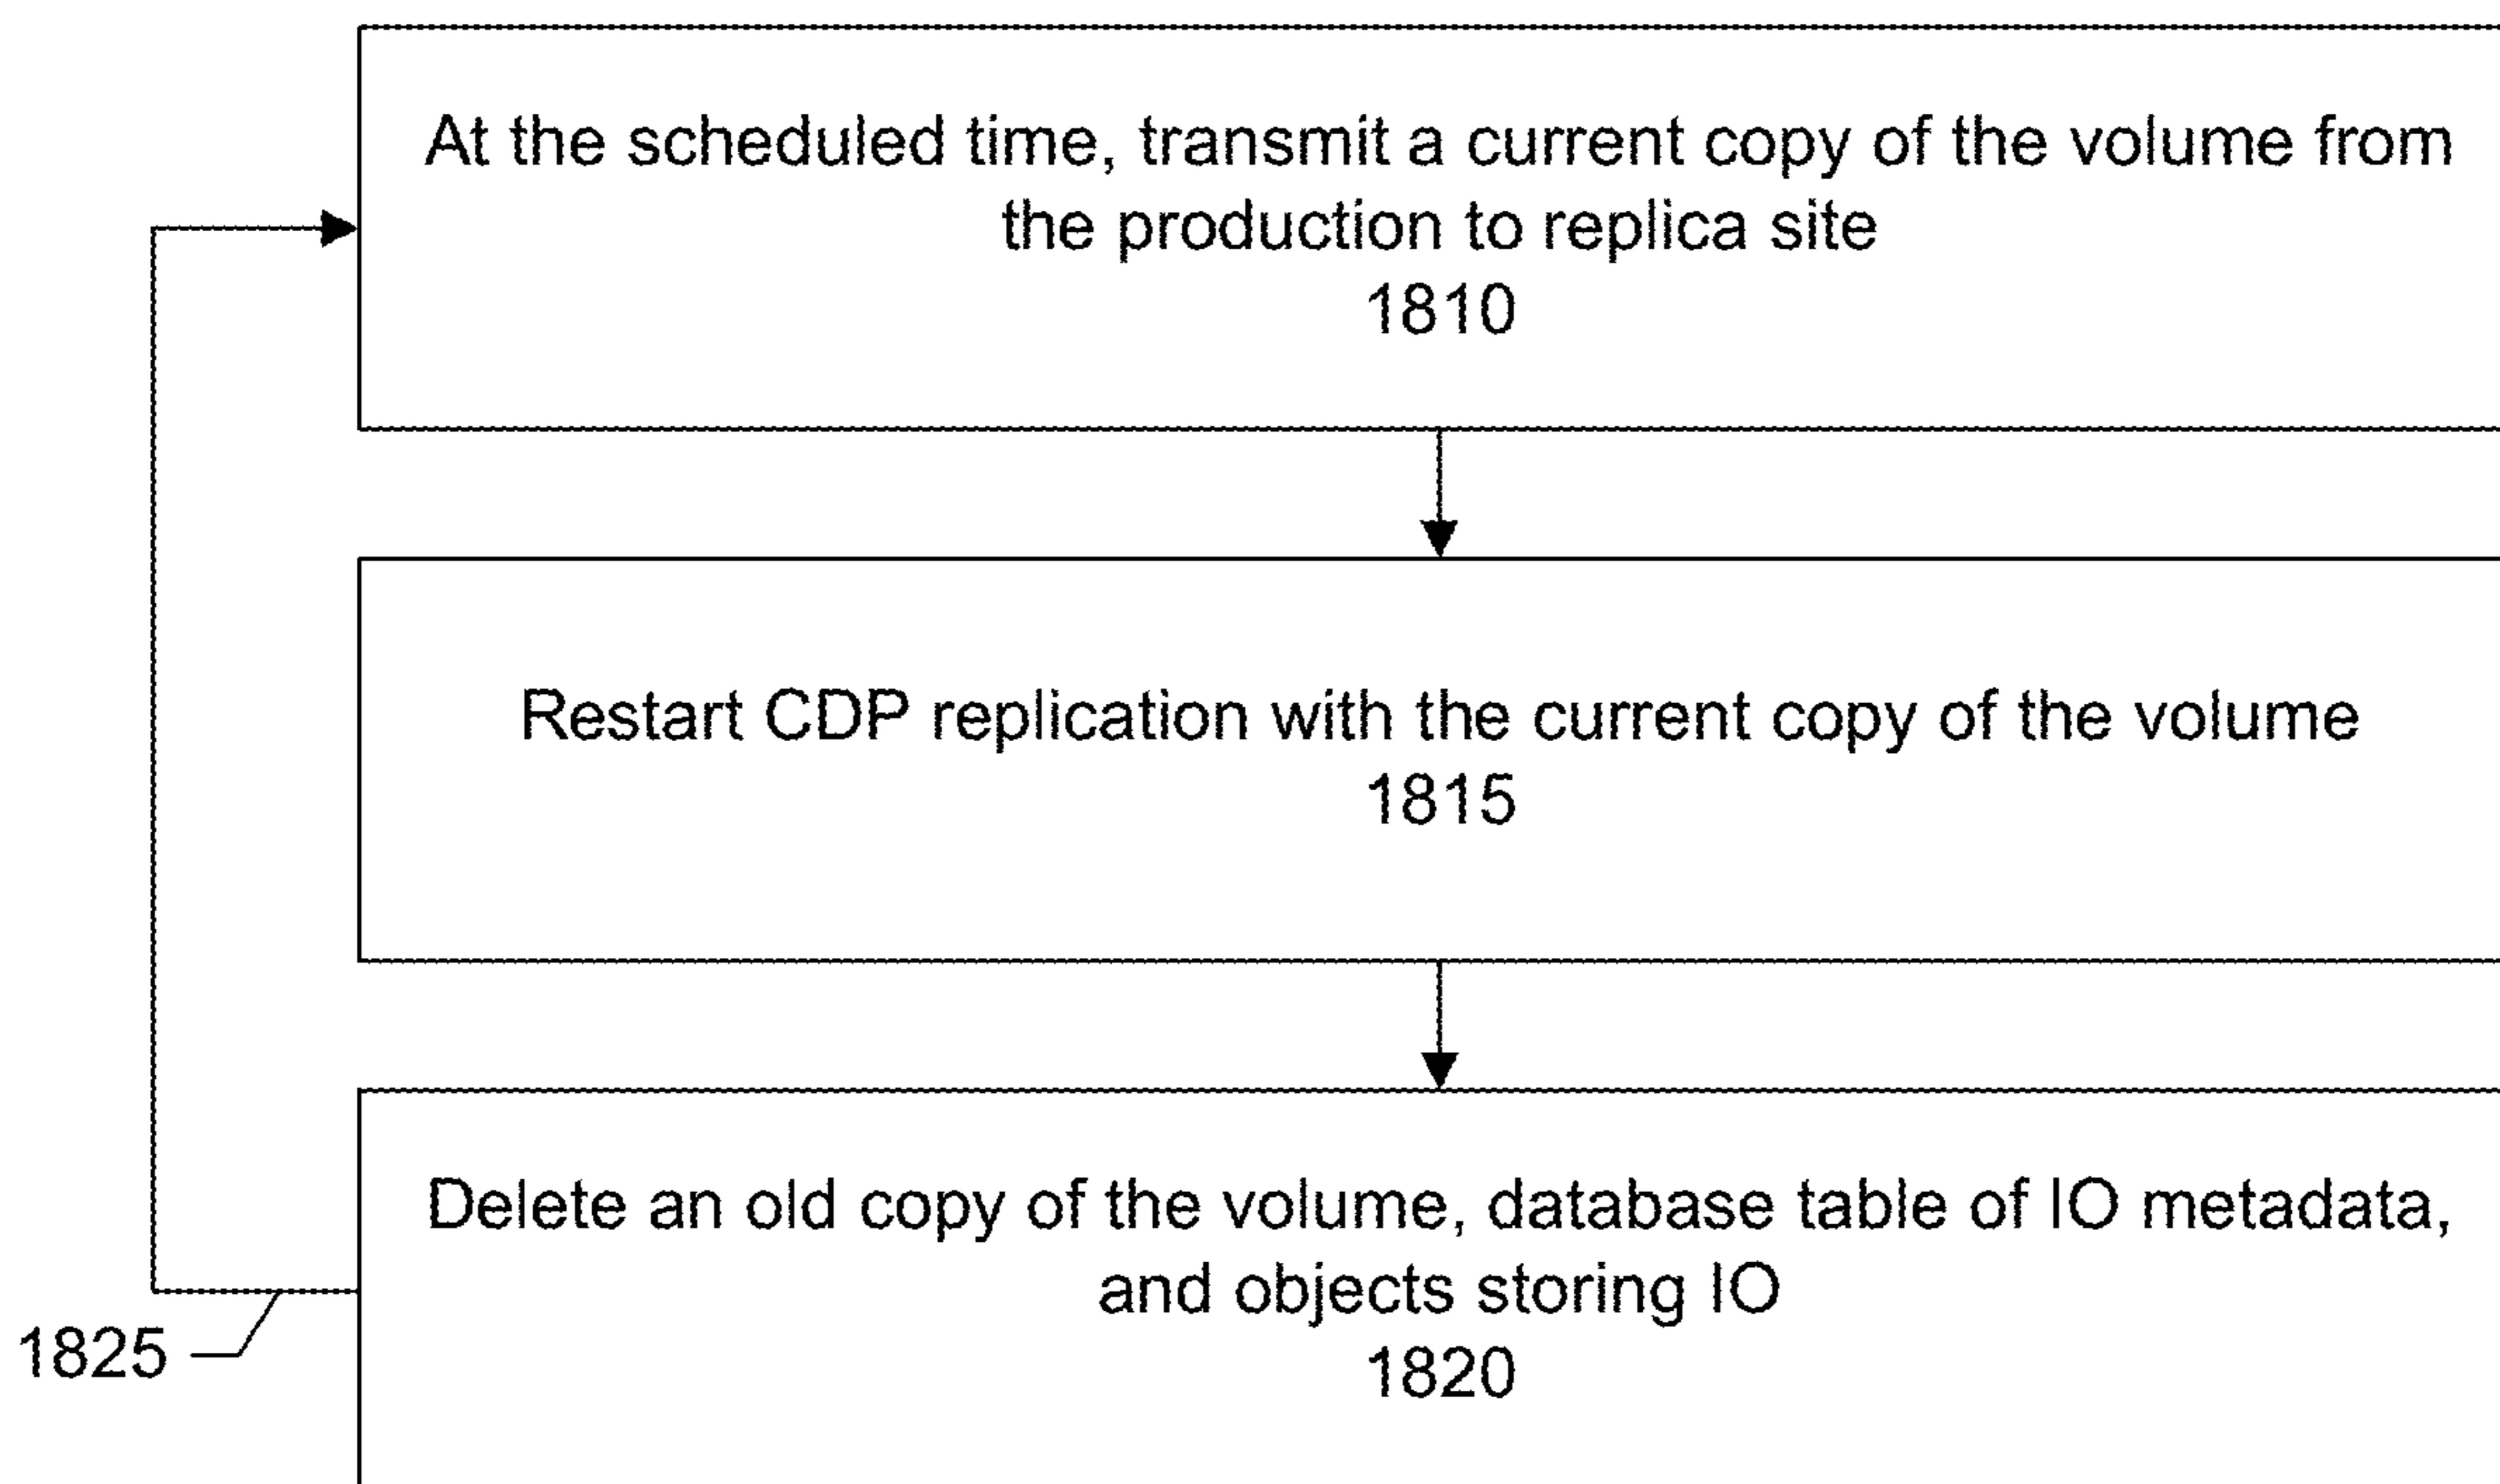 At the scheduled time, transmit a current copy of the volume from
the production to replica site
1810
Restart CDP replication with the current copy of the volume
1815
Delete an old copy of the volume, database table of IO metadata,
and objects storing IO
1820
1825